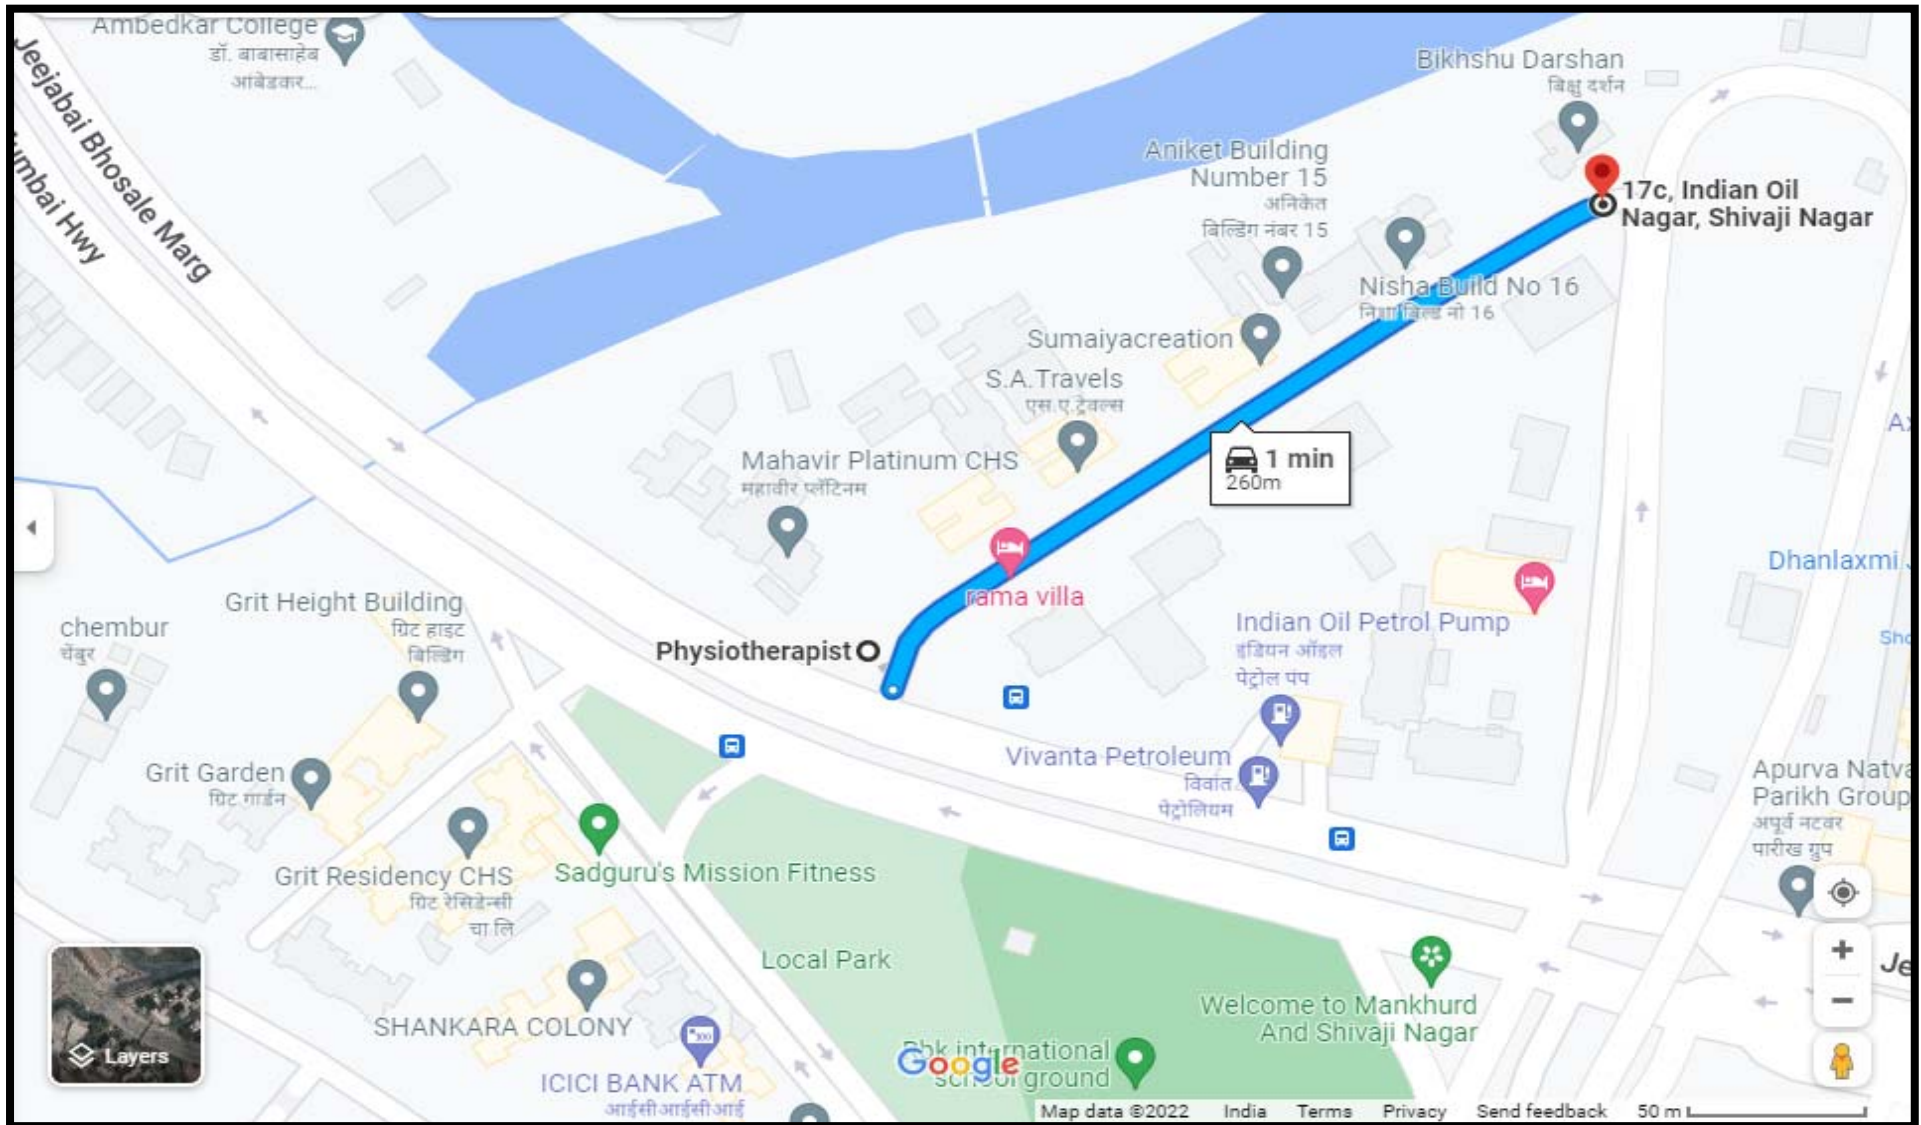 Ambedkar College
डॉ. बाबासाहेब
आंबेडकर...
Jeejabai Bhosale Marg
umbai Hwy
Bikhshu Darshan
बिक्षु दर्शन
Aniket Building
Number 15
अनिकेत
बिल्डिंग नंबर 15
17c, Indian Oil
Nagar, Shivaji Nagar
Nisha Build No 16
निशा बिल्ड नो 16
Sumaiyacreation
S.A.Travels
एस.ए.ट्रेवल्स
1 min
260m
Mahavir Platinum CHS
महावीर प्लॅटिनम
rama villa
Dhanlaxmi J
Grit Height Building
ग्रिट हाइट
बिल्डिंग
chembur
चेंबुर
Physiotherapist
Indian Oil Petrol Pump
इंडियन ऑइल
पेट्रोल पंप
Sho
Vivanta Petroleum
विवांत
पेट्रोलियम
Grit Garden
ग्रिट गार्डन
Apurva Natva
Parikh Group
अपूर्व नटवर
पारीख ग्रुप
Grit Residency CHS
ग्रिट रेसिडेन्सी
चा लि
Sadguru's Mission Fitness
Local Park
Welcome to Mankhurd
And Shivaji Nagar
Je
SHANKARA COLONY
Layers
international
school ground
Google
ICICI BANK ATM
आईसीआईसीआई
Map data ©2022 India Terms Privacy Send feedback 50 m